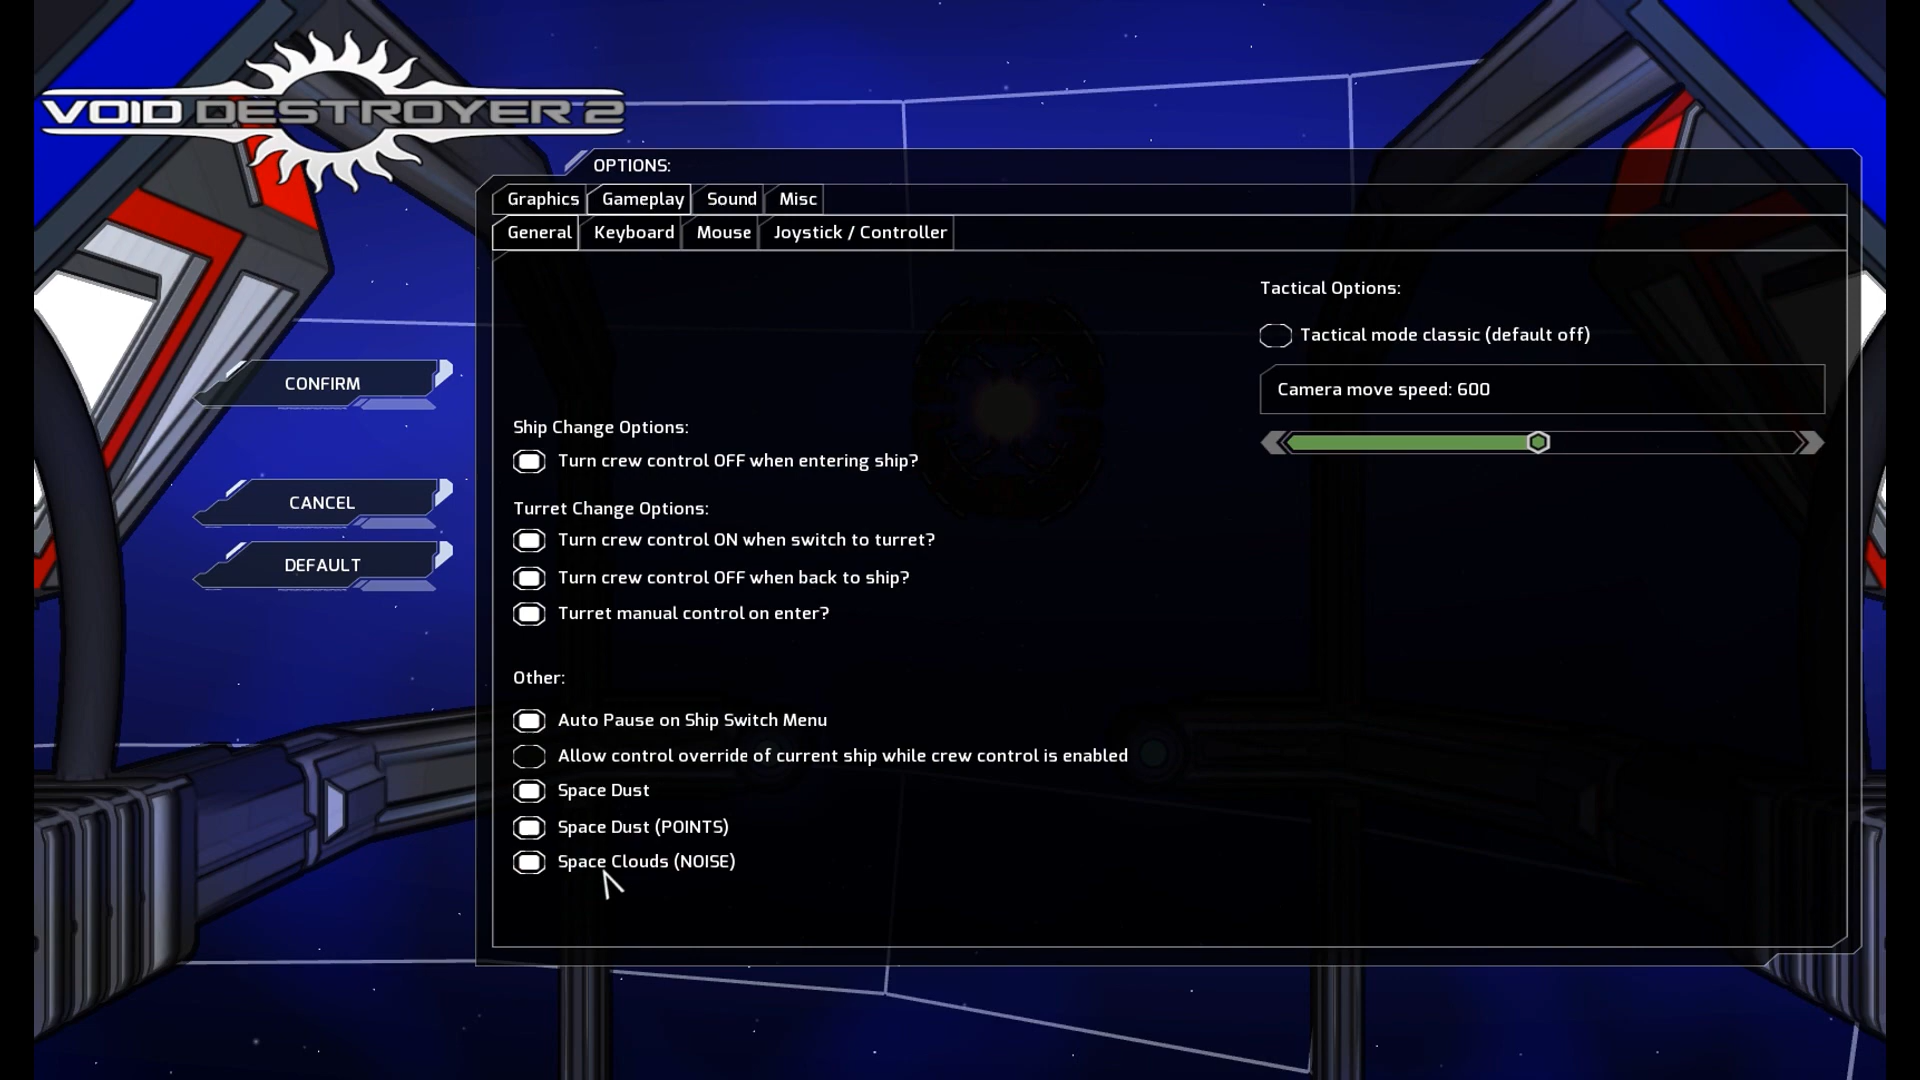 VOID DESTROYER 2
OPTIONS:
Graphics Gameplay Sound Misc
General Keyboard Mouse Joystick / Controller
Tactical Options:
Tactical mode classic (default off)
Camera move speed: 600
CONFIRM
CANCEL
DEFAULT
Ship Change Options:
Turn crew control OFF when entering ship?
Turret Change Options:
Turn crew control ON when switch to turret?
Turn crew control OFF when back to ship?
Turret manual control on enter?
Other:
Auto Pause on Ship Switch Menu
Allow control override of current ship while crew control is enabled
Space Dust
Space Dust (POINTS)
Space Clouds (NOISE)